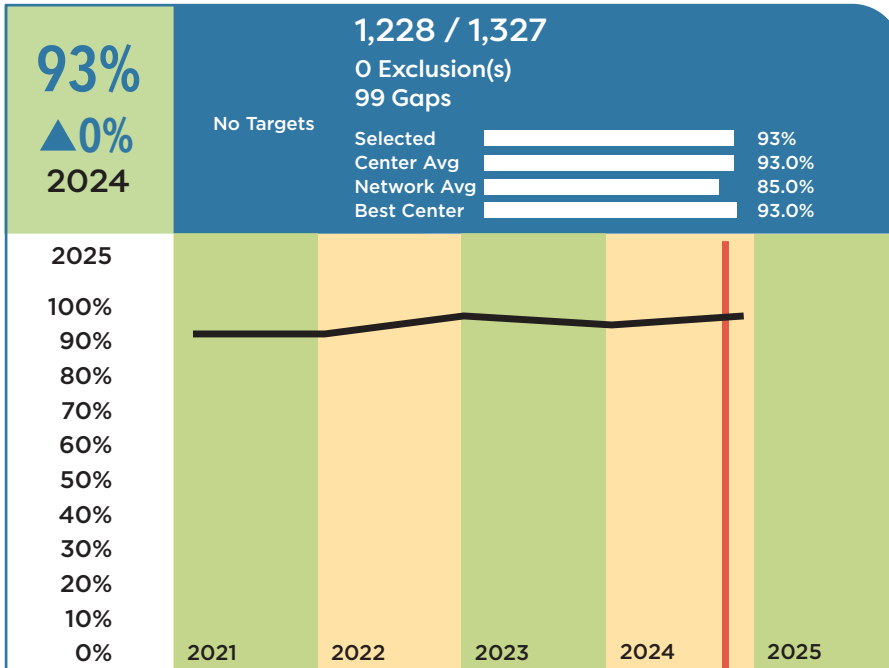 93%
▲0%
2024
No Targets
1,228 / 1,327
0 Exclusion(s)
99 Gaps
Selected 93%
Center Avg 93.0%
Network Avg 85.0%
Best Center 93.0%
2025
100%
90%
80%
70%
60%
50%
40%
30%
20%
10%
0%
2021 2022 2023 2024 2025